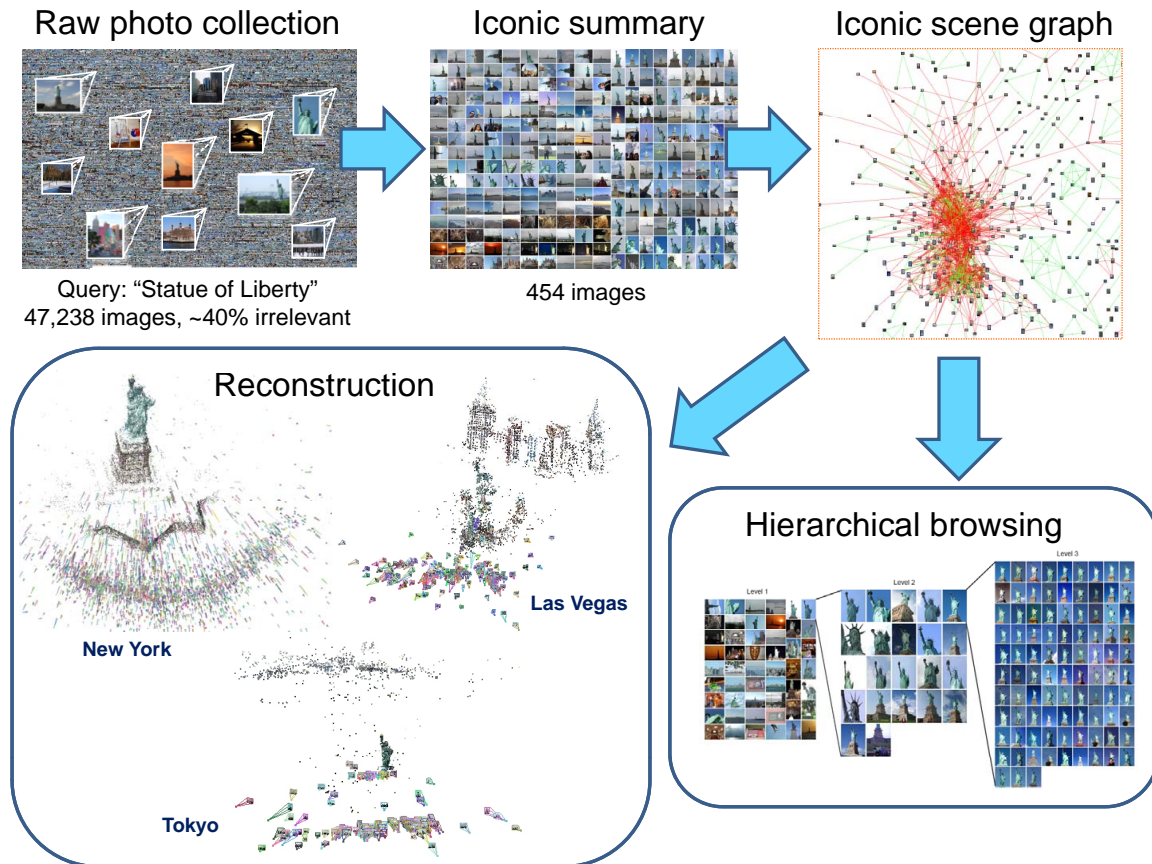 Raw photo collection
Iconic summary
Iconic scene graph
Query: “Statue of Liberty”
47,238 images, ~40% irrelevant
454 images
Reconstruction
New York
Las Vegas
Tokyo
Hierarchical browsing
Level 1
Level 2
Level 3